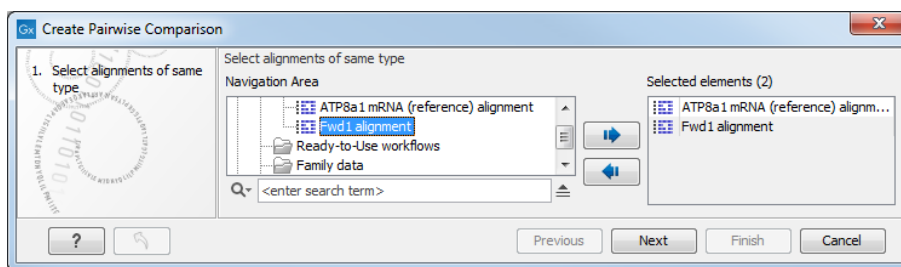 Gx Create Pairwise Comparison
1. Select alignments of same
type
Select alignments of same type
Navigation Area
ATP8a1 mRNA (reference) alignment
Fwd1 alignment
Ready-to-Use workflows
Family data
<enter search term>
Selected elements (2)
ATP8a1 mRNA (reference) alignm...
Fwd1 alignment
?
Previous
Next
Finish
Cancel